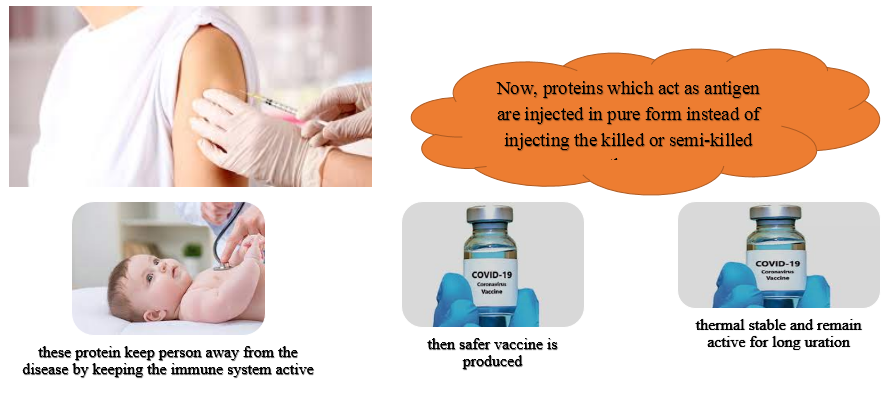 Now, proteins which act as antigen
are injected in pure form instead of
injecting the killed or semi-killed
COVID-19
Coronavirus
Vaccine
COVID-19
Coronavirus
Vaccine
these protein keep person away from the
disease by keeping the immune system active
then safer vaccine is
produced
thermal stable and remain
active for long uration